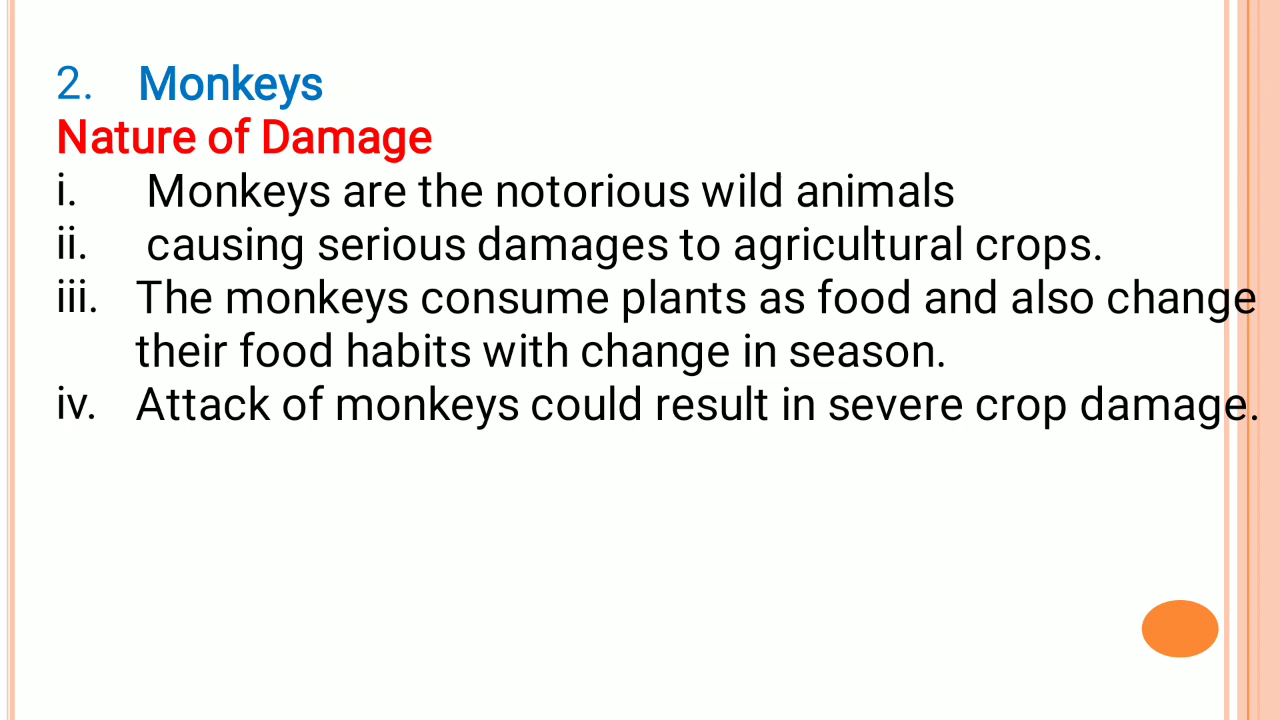 2. Monkeys
Nature of Damage
i. Monkeys are the notorious wild animals
ii. causing serious damages to agricultural crops.
iii. The monkeys consume plants as food and also change
their food habits with change in season.
iv. Attack of monkeys could result in severe crop damage.